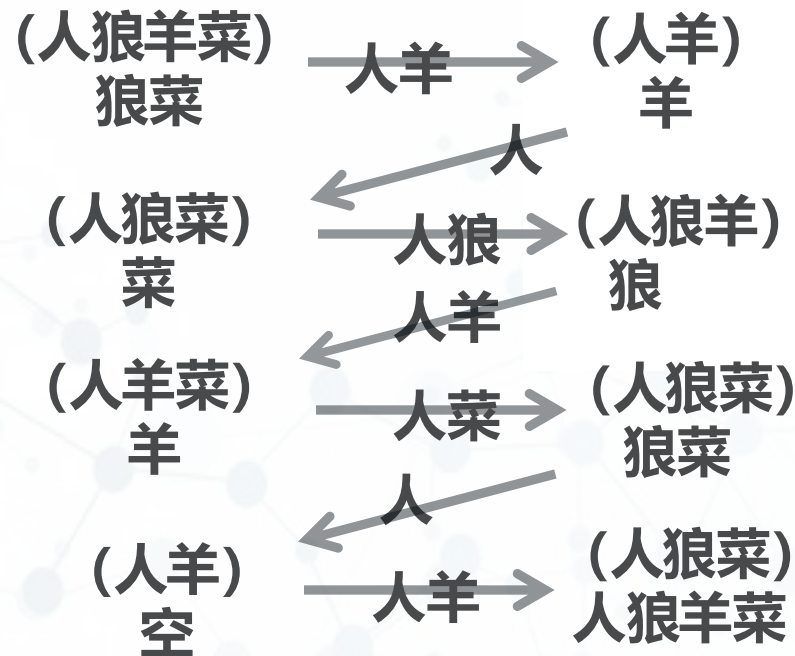 (人狼羊菜)
狼菜
人羊
(人羊)
羊
人
(人狼菜)
菜
人狼
(人狼羊)
狼
人羊
(人羊菜)
羊
人菜
(人狼菜)
狼菜
人
(人羊)
空
人羊
(人狼菜)
人狼羊菜